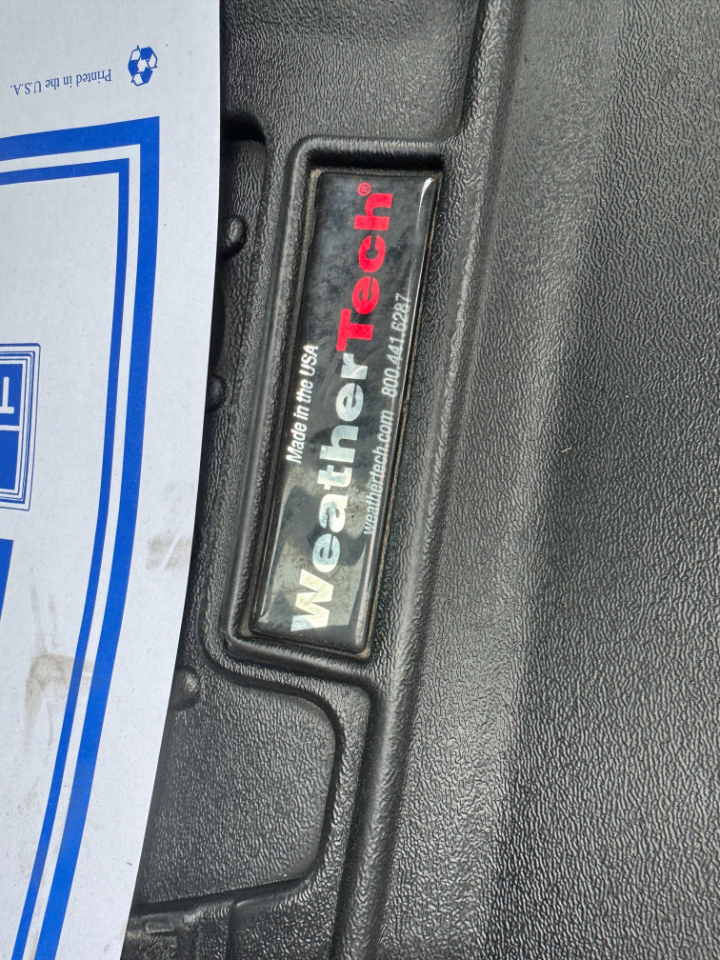 Printed in the U.S.A.
Made in the USA
WeatherTech®
weathertech.com 800.441.6287